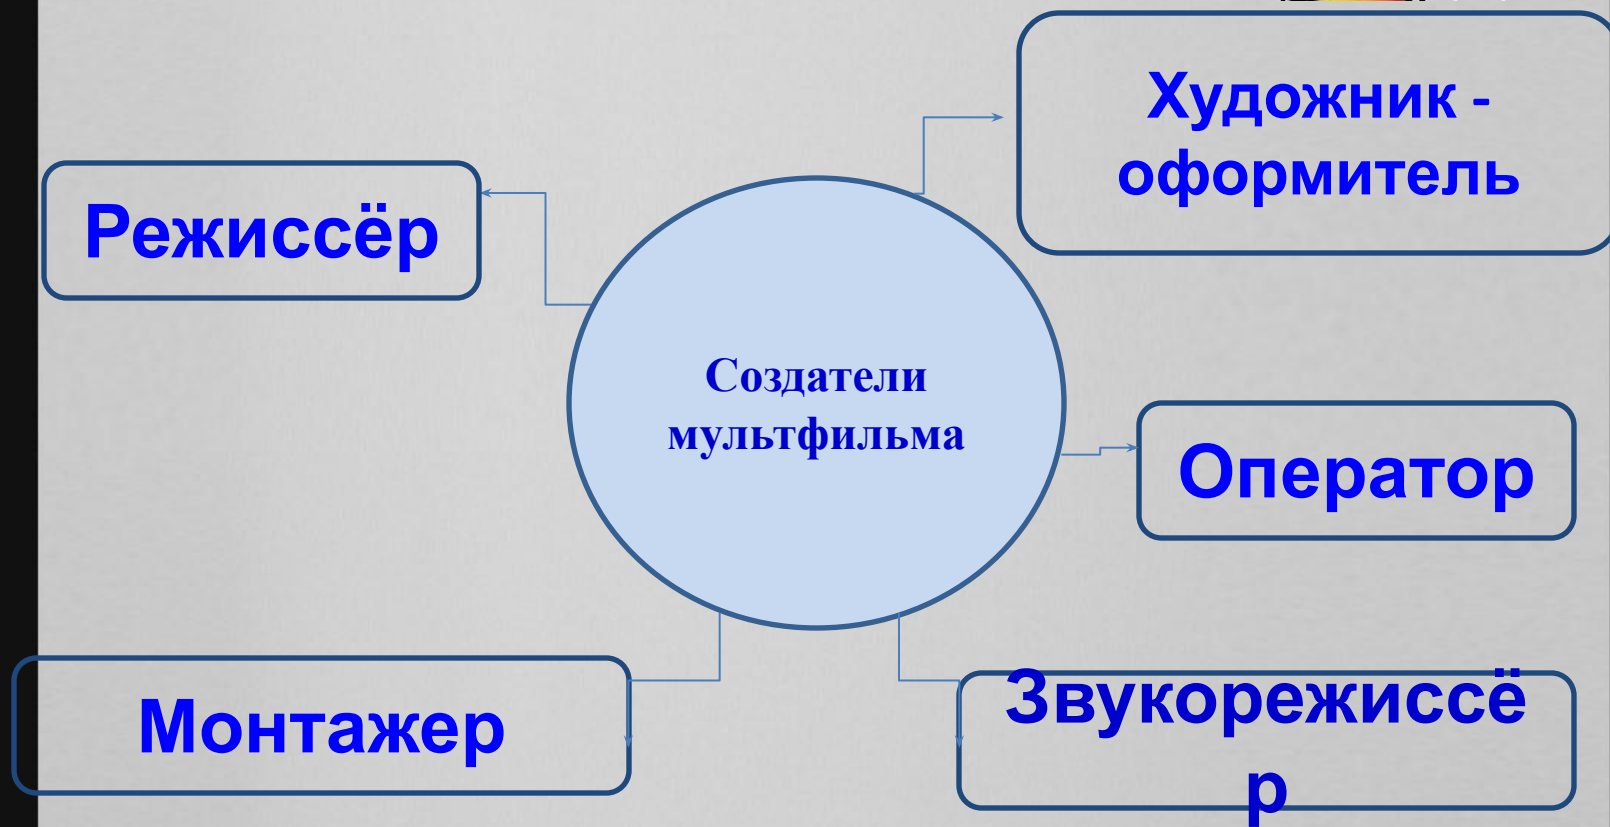 Художник -
оформитель
Режиссёр
Создатели
мультфильма
Оператор
Монтажер
Звукорежиссё
р